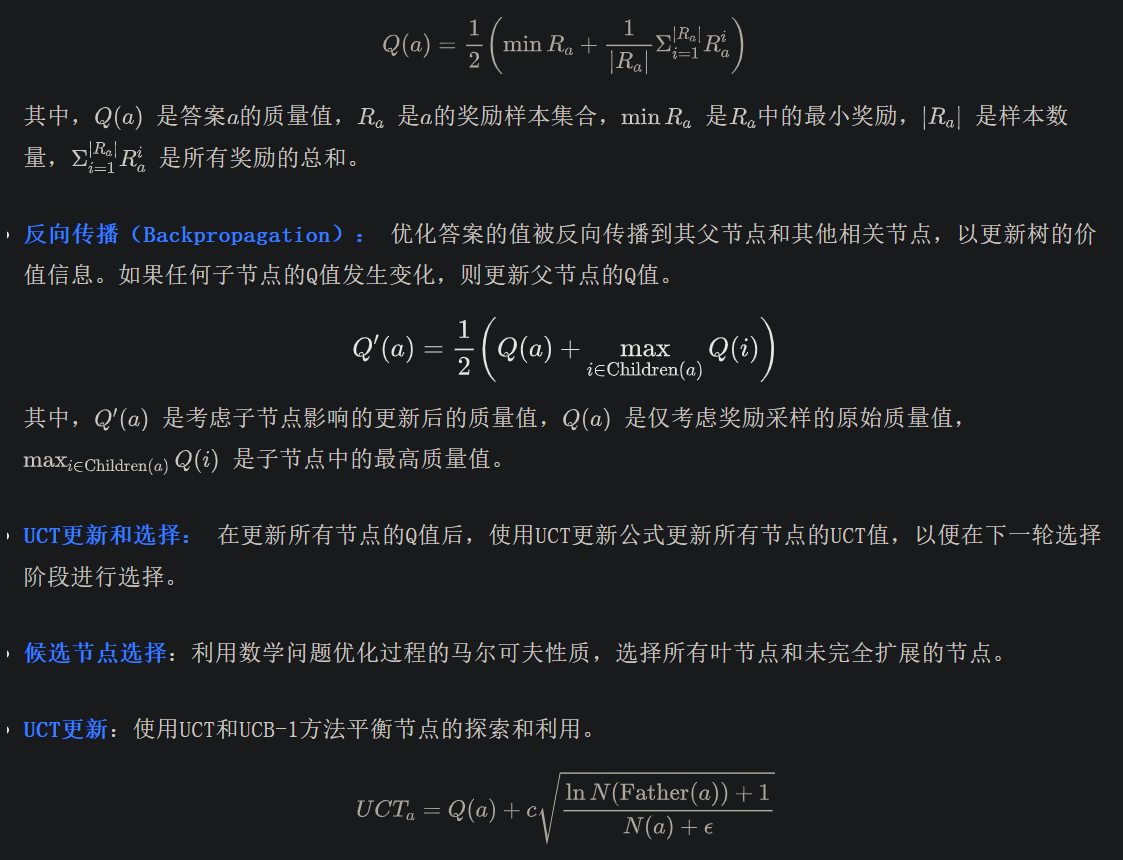 Q(a) = \frac{1}{2}\left(\min R_a + \frac{1}{|R_a|}\Sigma_{i=1}^{|R_a|} R_a^i\right)
其中，Q(a) 是答案a的质量值，R_a 是a的奖励样本集合，min R_a 是R_a中的最小奖励，|R_a| 是样本数
量，\Sigma_{i=1}^{|R_a|} R_a^i 是所有奖励的总和。
反向传播（Backpropagation）： 优化答案的值被反向传播到其父节点和其他相关节点，以更新树的价
值信息。如果任何子节点的Q值发生变化，则更新父节点的Q值。
Q'(a) = \frac{1}{2}\left(Q(a) + \max_{i \in \text{Children}(a)} Q(i)\right)
其中，Q'(a) 是考虑子节点影响的更新后的质量值，Q(a) 是仅考虑奖励采样的原始质量值，
\max_{i \in \text{Children}(a)} Q(i) 是子节点中的最高质量值。
UCT更新和选择： 在更新所有节点的Q值后，使用UCT更新公式更新所有节点的UCT值，以便在下一轮选择
阶段进行选择。
候选节点选择：利用数学问题优化过程的马尔可夫性质，选择所有叶节点和未完全扩展的节点。
UCT更新：使用UCT和UCB-1方法平衡节点的探索和利用。
UCT_a = Q(a) + c\sqrt{\frac{\ln N(\text{Father}(a)) + 1}{N(a) + \epsilon}}